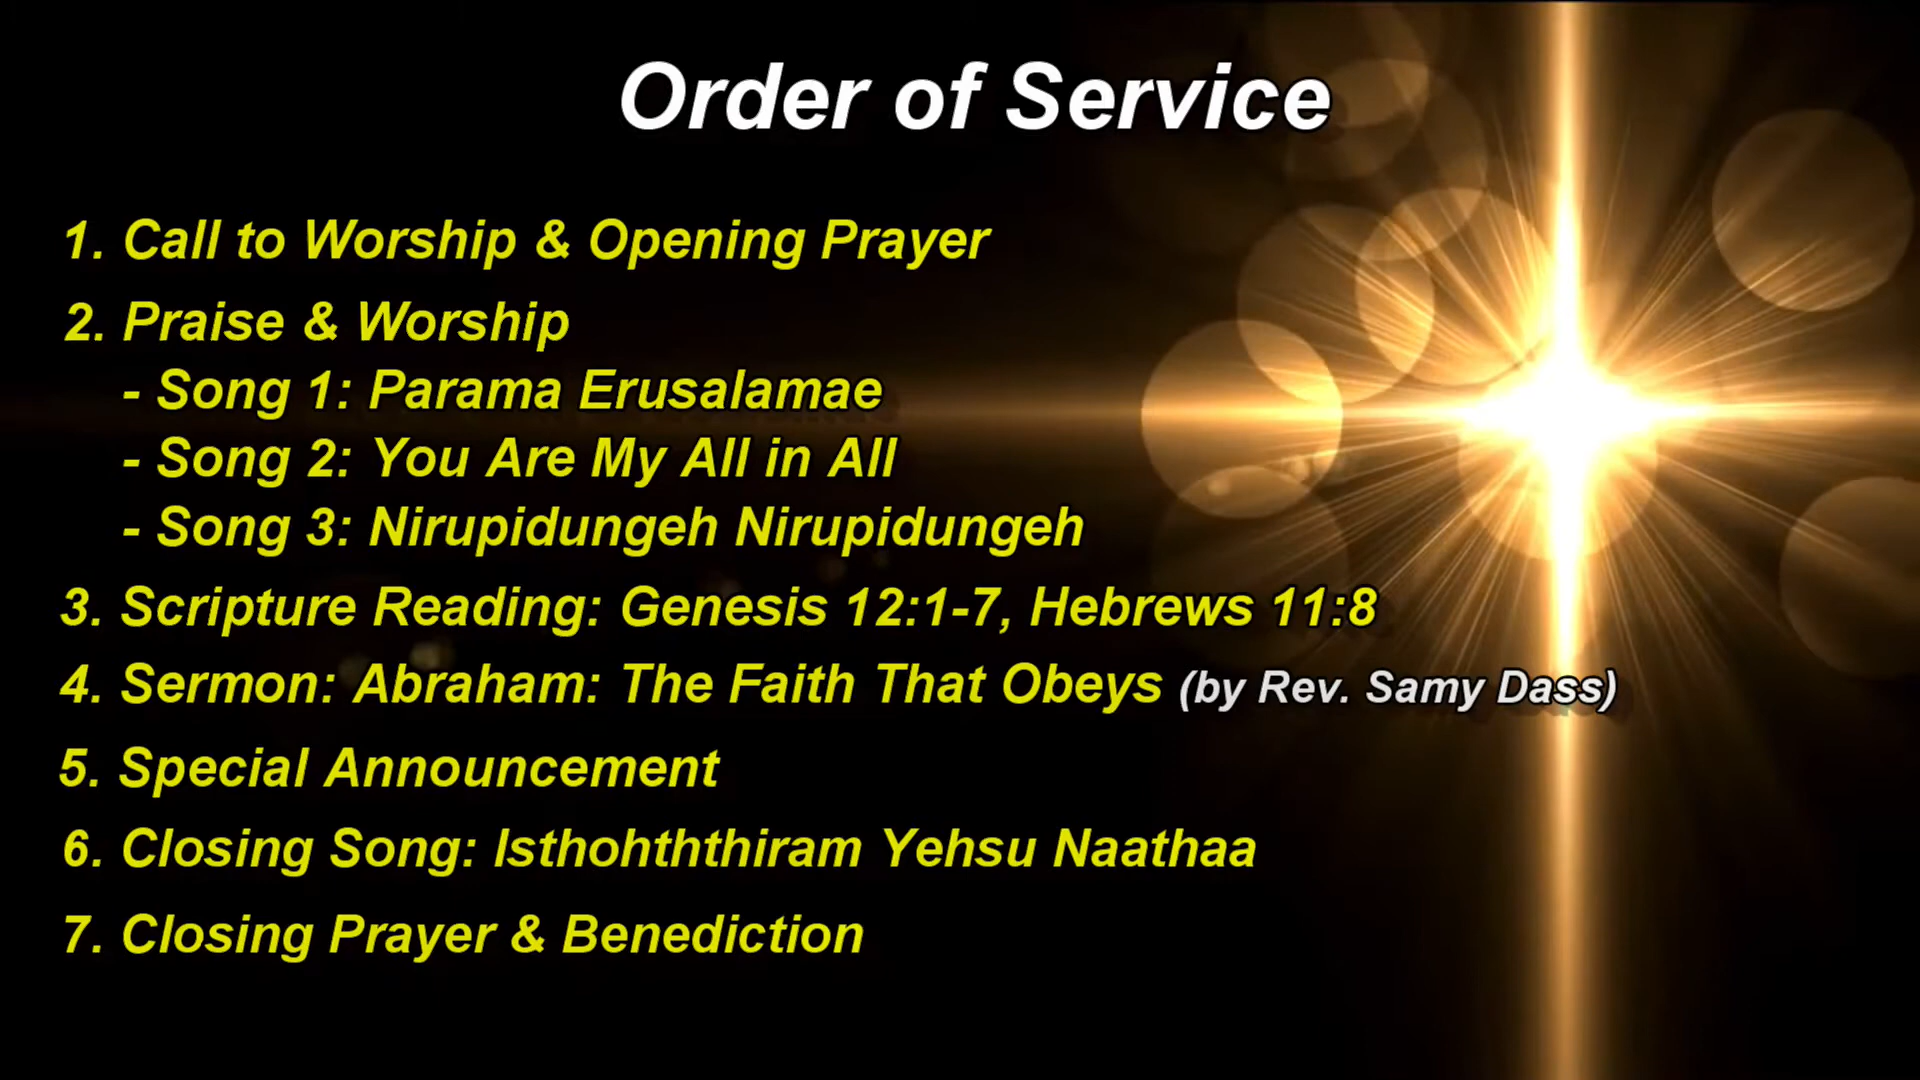 Order of Service
1. Call to Worship & Opening Prayer
2. Praise & Worship
- Song 1: Parama Erusalamae
- Song 2: You Are My All in All
- Song 3: Nirupidungeh Nirupidungeh
3. Scripture Reading: Genesis 12:1-7, Hebrews 11:8
4. Sermon: Abraham: The Faith That Obeys (by Rev. Samy Dass)
5. Special Announcement
6. Closing Song: Isthohththiram Yehsu Naathaa
7. Closing Prayer & Benediction